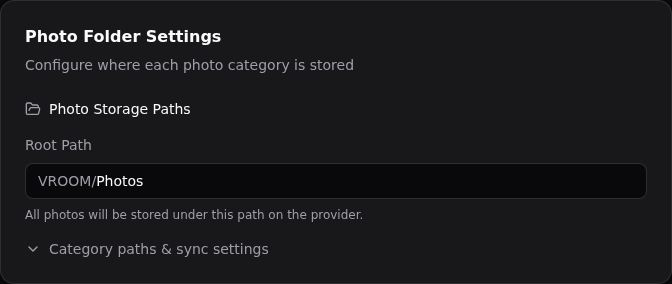 Photo Folder Settings
Configure where each photo category is stored
Photo Storage Paths
Root Path
VROOM/Photos
All photos will be stored under this path on the provider.
Category paths & sync settings